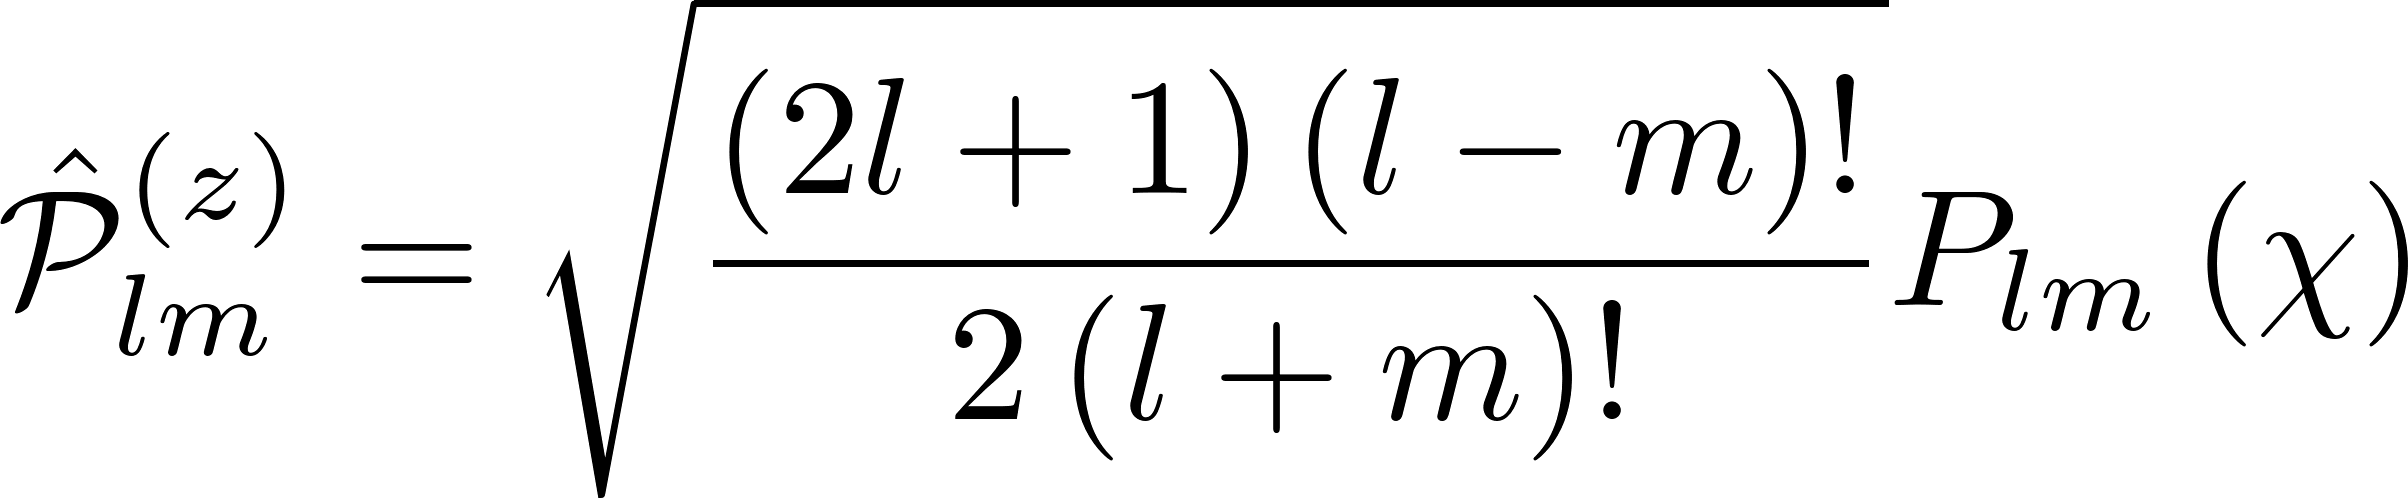 \hat{\mathcal{P}}_{lm}^{(z)} = \sqrt{\frac{(2l+1)(l-m)!}{2(l+m)!}} P_{lm}(\chi)